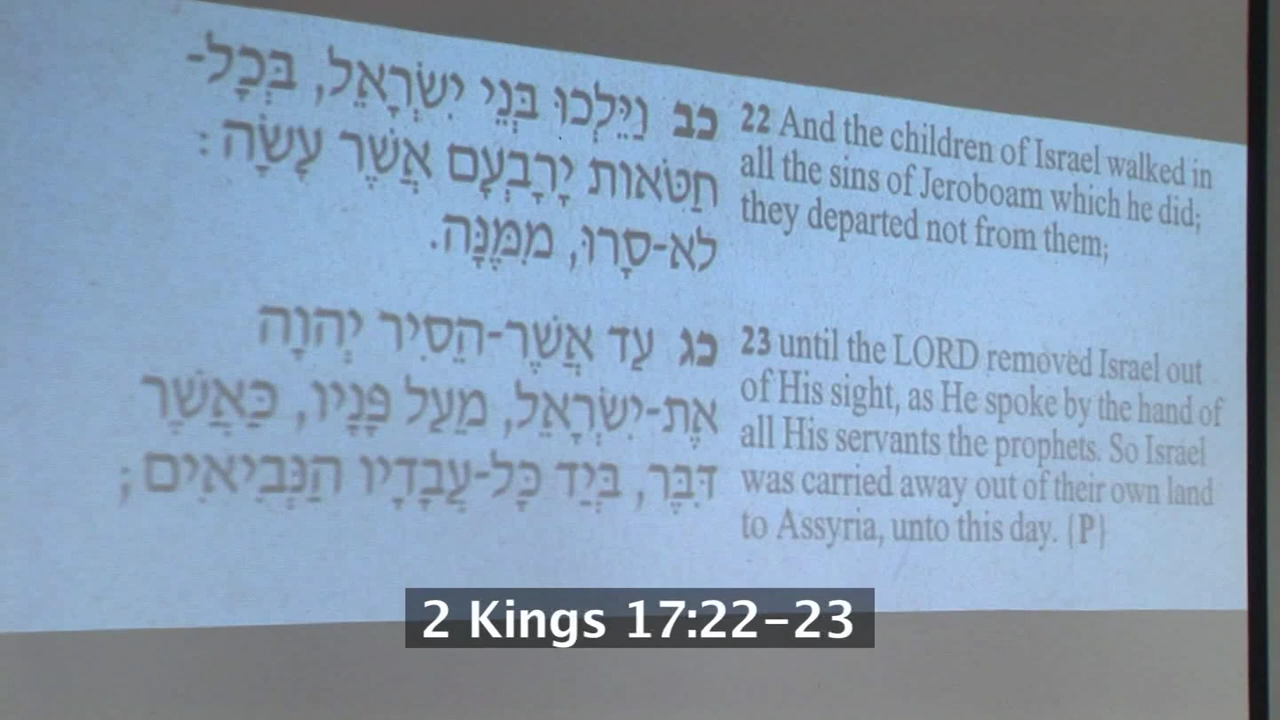 כב וַיֵּלְכוּ בְּנֵי יִשְׂרָאֵל, בְּכָל-
חַטֹּאות יָרָבְעָם אֲשֶׁר עָשָׂה:
לֹא-סָרוּ, מִמֶּנָּה.
22 And the children of Israel walked in
all the sins of Jeroboam which he did;
they departed not from them;
כג עַד אֲשֶׁר-הֵסִיר יְהוָה
אֶת-יִשְׂרָאֵל, מֵעַל פָּנָיו, כַּאֲשֶׁר
דִּבֶּר, בְּיַד כָּל-עֲבָדָיו הַנְּבִיאִים;
23 until the LORD removed Israel out
of His sight, as He spoke by the hand of
all His servants the prophets. So Israel
was carried away out of their own land
to Assyria, unto this day. {P}
2 Kings 17:22–23